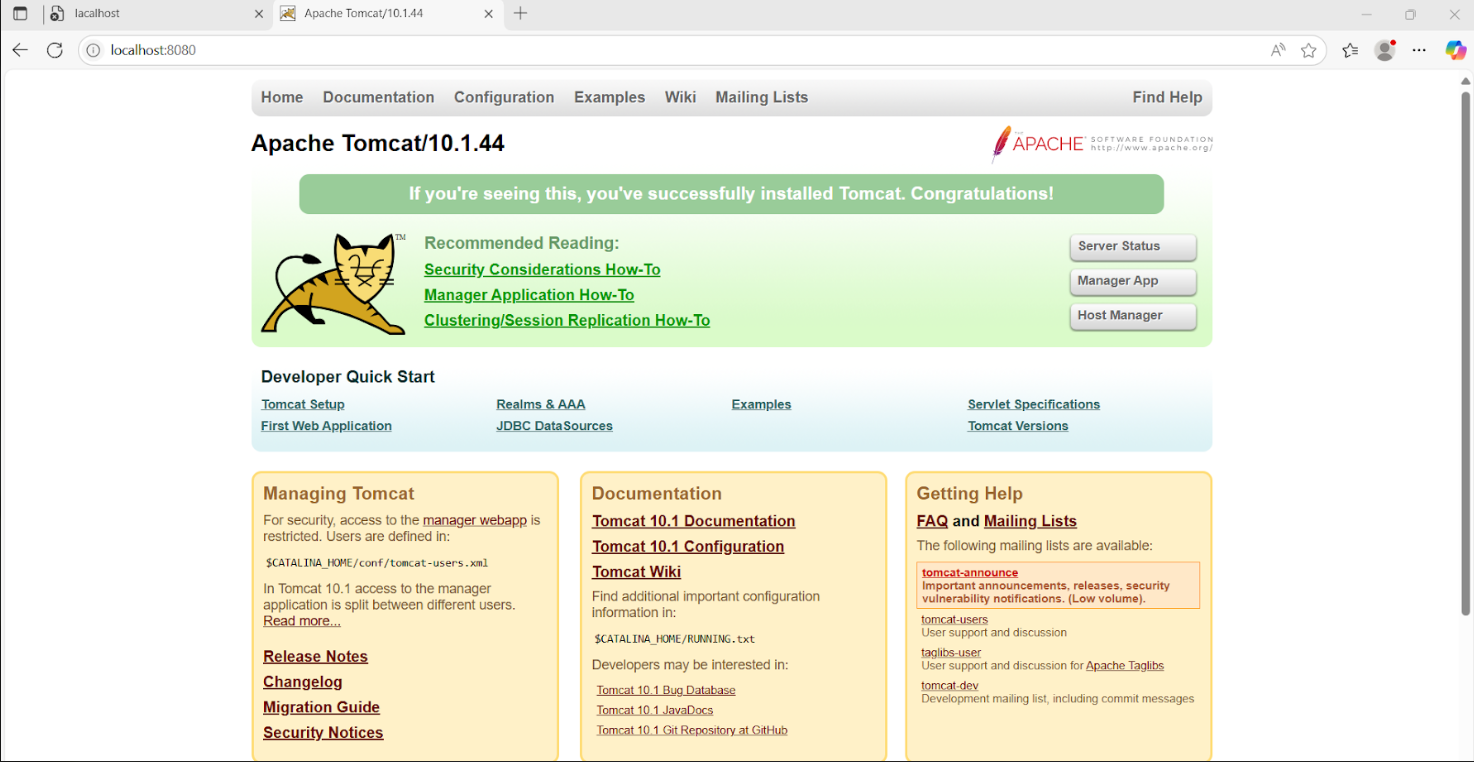 lacalhost
Apache Tomcat/10.1.44
localhost:8080
Home Documentation Configuration Examples Wiki Mailing Lists Find Help
Apache Tomcat/10.1.44
THE APACHE SOFTWARE FOUNDATION
http://www.apache.org/
If you're seeing this, you've successfully installed Tomcat. Congratulations!
TM
Recommended Reading:
Security Considerations How-To
Manager Application How-To
Clustering/Session Replication How-To
Server Status
Manager App
Host Manager
Developer Quick Start
Tomcat Setup
First Web Application
Realms & AAA
JDBC DataSources
Examples
Servlet Specifications
Tomcat Versions
Managing Tomcat
For security, access to the manager webapp is
restricted. Users are defined in:
$CATALINA_HOME/conf/tomcat-users.xml
In Tomcat 10.1 access to the manager
application is split between different users.
Read more...
Release Notes
Changelog
Migration Guide
Security Notices
Documentation
Tomcat 10.1 Documentation
Tomcat 10.1 Configuration
Tomcat Wiki
Find additional important configuration
information in:
$CATALINA_HOME/RUNNING.txt
Developers may be interested in:
Tomcat 10.1 Bug Database
Tomcat 10.1 JavaDocs
Tomcat 10.1 Git Repository at GitHub
Getting Help
FAQ and Mailing Lists
The following mailing lists are available:
tomcat-announce
Important announcements, releases, security
vulnerability notifications. (Low volume).
tomcat-users
User support and discussion
taglibs-user
User support and discussion for Apache Taglibs
tomcat-dev
Development mailing list, including commit messages